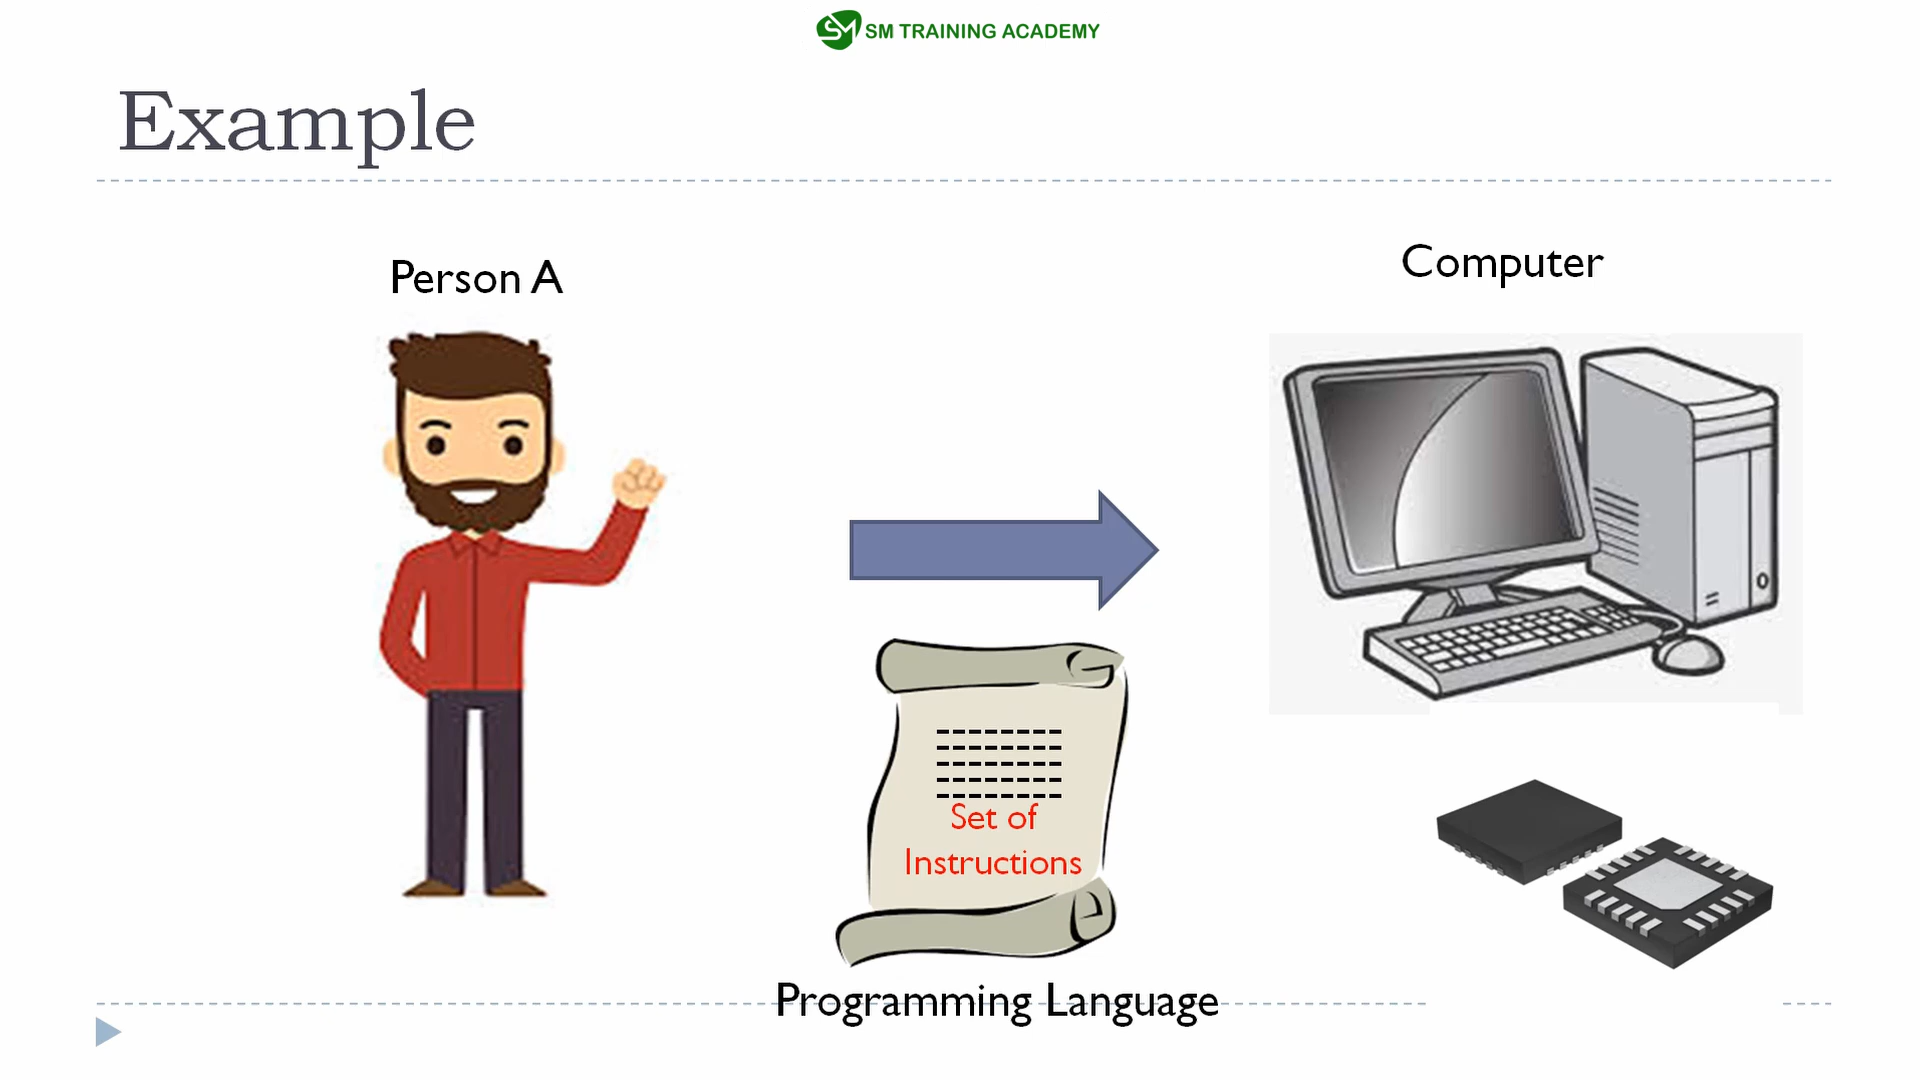 SM TRAINING ACADEMY
Example
Person A
Computer
Set of
Instructions
Programming Language